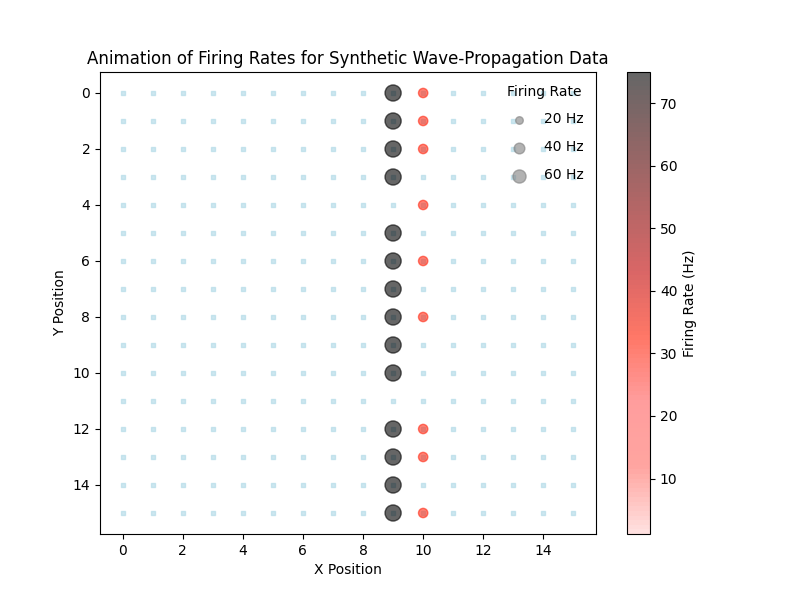 Animation of Firing Rates for Synthetic Wave-Propagation Data
Firing Rate
20 Hz
40 Hz
60 Hz
0
2
4
6
8
10
12
14
Y Position
0 2 4 6 8 10 12 14
X Position
70
60
50
40
30
20
10
Firing Rate (Hz)